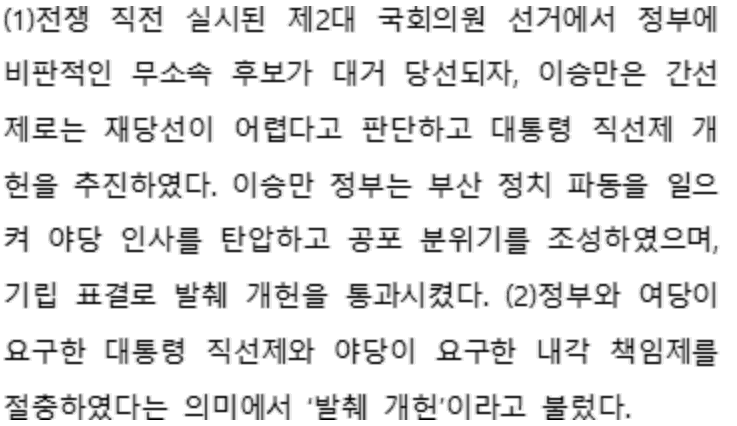 (1)전쟁 직전 실시된 제2대 국회의원 선거에서 정부에
비판적인 무소속 후보가 대거 당선되자, 이승만은 간선
제로는 재당선이 어렵다고 판단하고 대통령 직선제 개
헌을 추진하였다. 이승만 정부는 부산 정치 파동을 일으
켜 야당 인사를 탄압하고 공포 분위기를 조성하였으며,
기립 표결로 발췌 개헌을 통과시켰다. (2)정부와 여당이
요구한 대통령 직선제와 야당이 요구한 내각 책임제를
절충하였다는 의미에서 ‘발췌 개헌’이라고 불렀다.